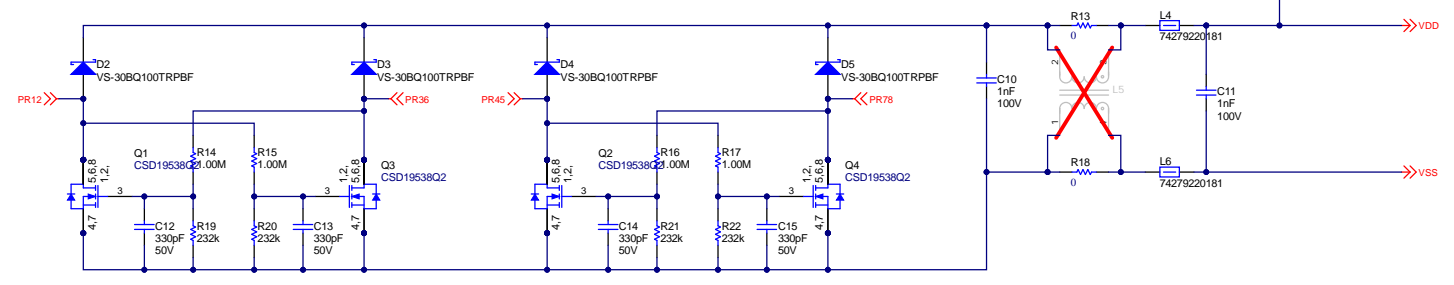 R13
0
L4
74279220181
VDD
D2
VS-30BQ100TRPBF
D3
VS-30BQ100TRPBF
D4
VS-30BQ100TRPBF
D5
VS-30BQ100TRPBF
PR12
PR36
PR45
PR78
C10
1nF
100V
2
L5
1
C11
1nF
100V
Q1
CSD19538Q2
R14
1.00M
R15
1.00M
Q3
CSD19538Q2
Q2
CSD19538Q2
R16
1.00M
R17
1.00M
Q4
CSD19538Q2
5,6,8
1,2,
3
4,7
5,6,8
1,2,
3
4,7
5,6,8
1,2,
3
4,7
5,6,8
1,2,
3
4,7
R18
0
L6
74279220181
VSS
C12
330pF
50V
R19
232k
R20
232k
C13
330pF
50V
C14
330pF
50V
R21
232k
R22
232k
C15
330pF
50V